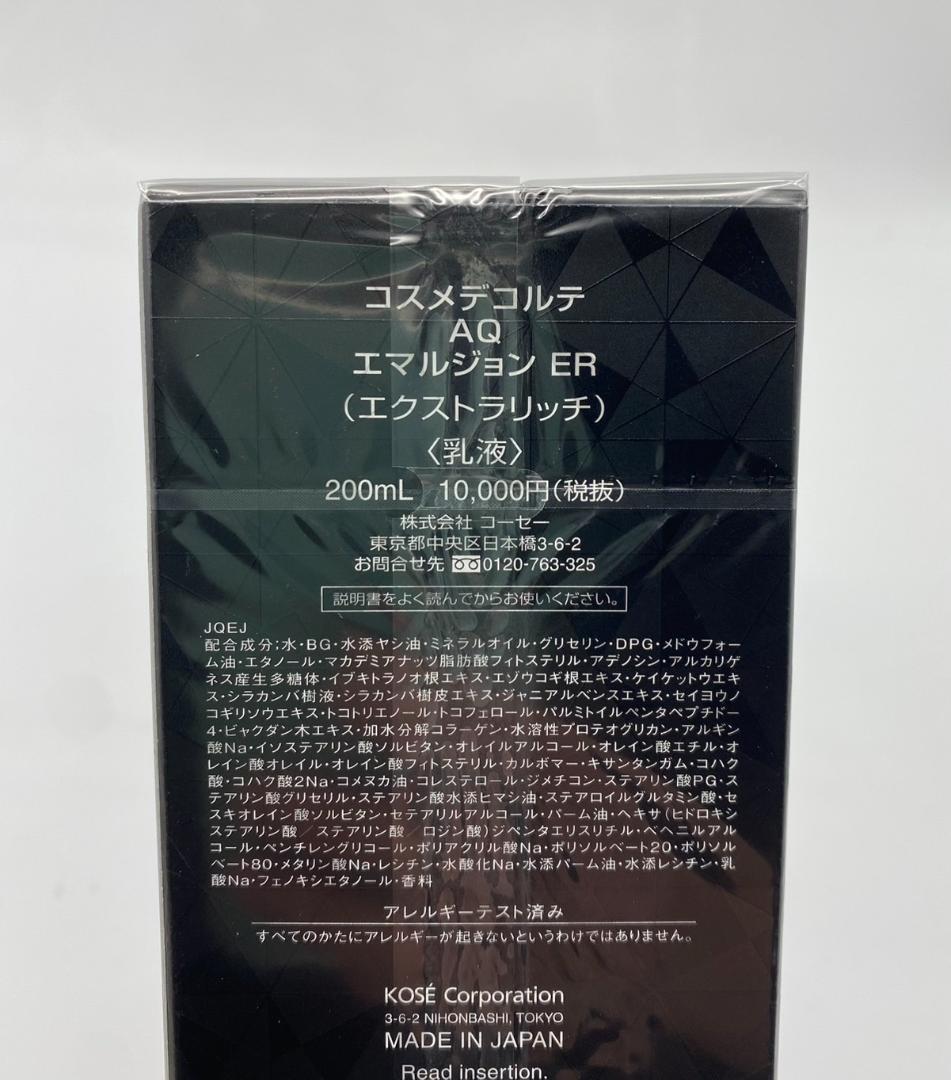 コスメデコルテ
AQ
エマルジョン ER
（エクストラリッチ）
〈乳液〉
200mL 10,000円（税抜）
株式会社 コーセー
東京都中央区日本橋3-6-2
お問合せ先 0120-763-325
説明書をよく読んでからお使いください。
JQEJ
配合成分；水・BG・水添ヤシ油・ミネラルオイル・グリセリン・DPG・メドウフォー
ム油・エタノール・マカデミアナッツ脂肪酸フィトステリル・アデノシン・アルカリゲ
ネス産生多糖体・イブキトラノオ根エキス・エゾウコギ根エキス・ケイケットウエキ
ス・シラカンバ樹液・シラカンバ樹皮エキス・ジャニアルベンスエキス・セイヨウノ
コギリソウエキス・トコトリエノール・トコフェロール・パルミトイルペンタペプチド-
4・ビャクダン木エキス・加水分解コラーゲン・水溶性プロテオグリカン・アルギン
酸Na・イソステアリン酸ソルビタン・オレイルアルコール・オレイン酸エチル・オ
レイン酸オレイル・オレイン酸フィトステリル・カルボマー・キサンタンガム・コハク
酸・コハク酸2Na・コメヌカ油・コレステロール・ジメチコン・ステアリン酸PG・ス
テアリン酸グリセリル・ステアリン酸水添ヒマシ油・ステアロイルグルタミン酸・セ
スキオレイン酸ソルビタン・セテアリルアルコール・パーム油・ヘキサ（ヒドロキシ
ステアリン酸／ステアリン酸／ロジン酸）ジペンタエリスリチル・ベヘニルアル
コール・ペンチレングリコール・ポリアクリル酸Na・ポリソルベート20・ポリソル
ベート80・メタリン酸Na・レシチン・水酸化Na・水添パーム油・水添レシチン・乳
酸Na・フェノキシエタノール・香料
アレルギーテスト済み
すべてのかたにアレルギーが起きないというわけではありません。
KOSÉ Corporation
3-6-2 NIHONBASHI, TOKYO
MADE IN JAPAN
Read insertion.